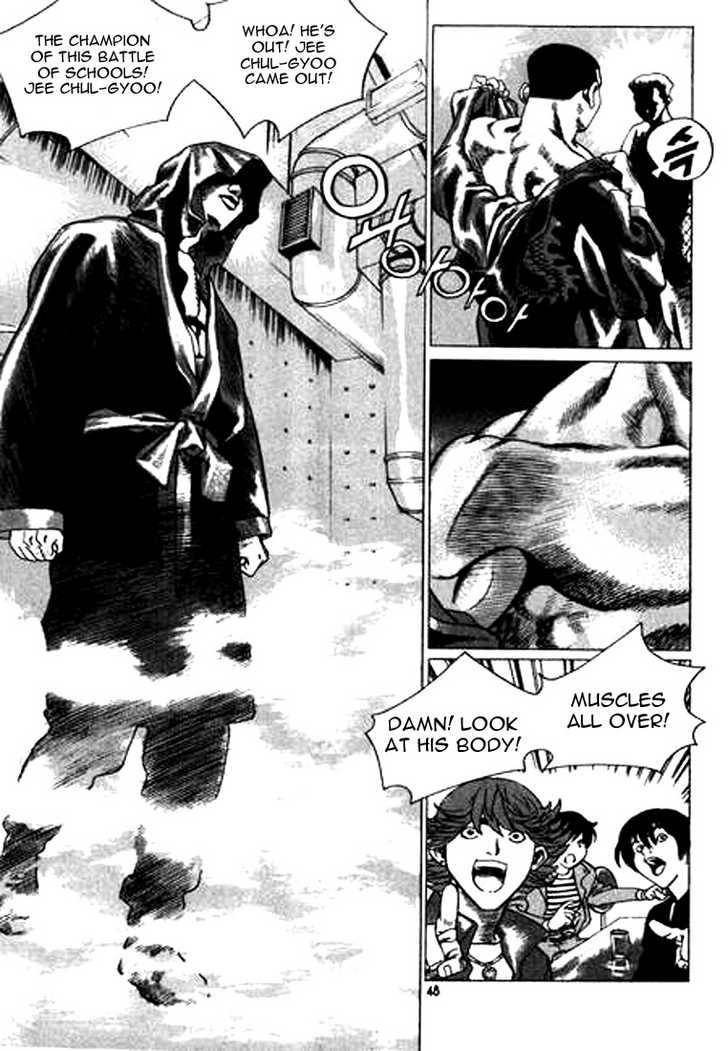 THE CHAMPION
OF THIS BATTLE
OF SCHOOLS!
JEE CHUL-GYOO!
WHOA! HE'S
OUT! JEE
CHUL-GYOO
CAME OUT!
와아아아아
DAMN! LOOK
AT HIS BODY!
MUSCLES
ALL OVER!
48